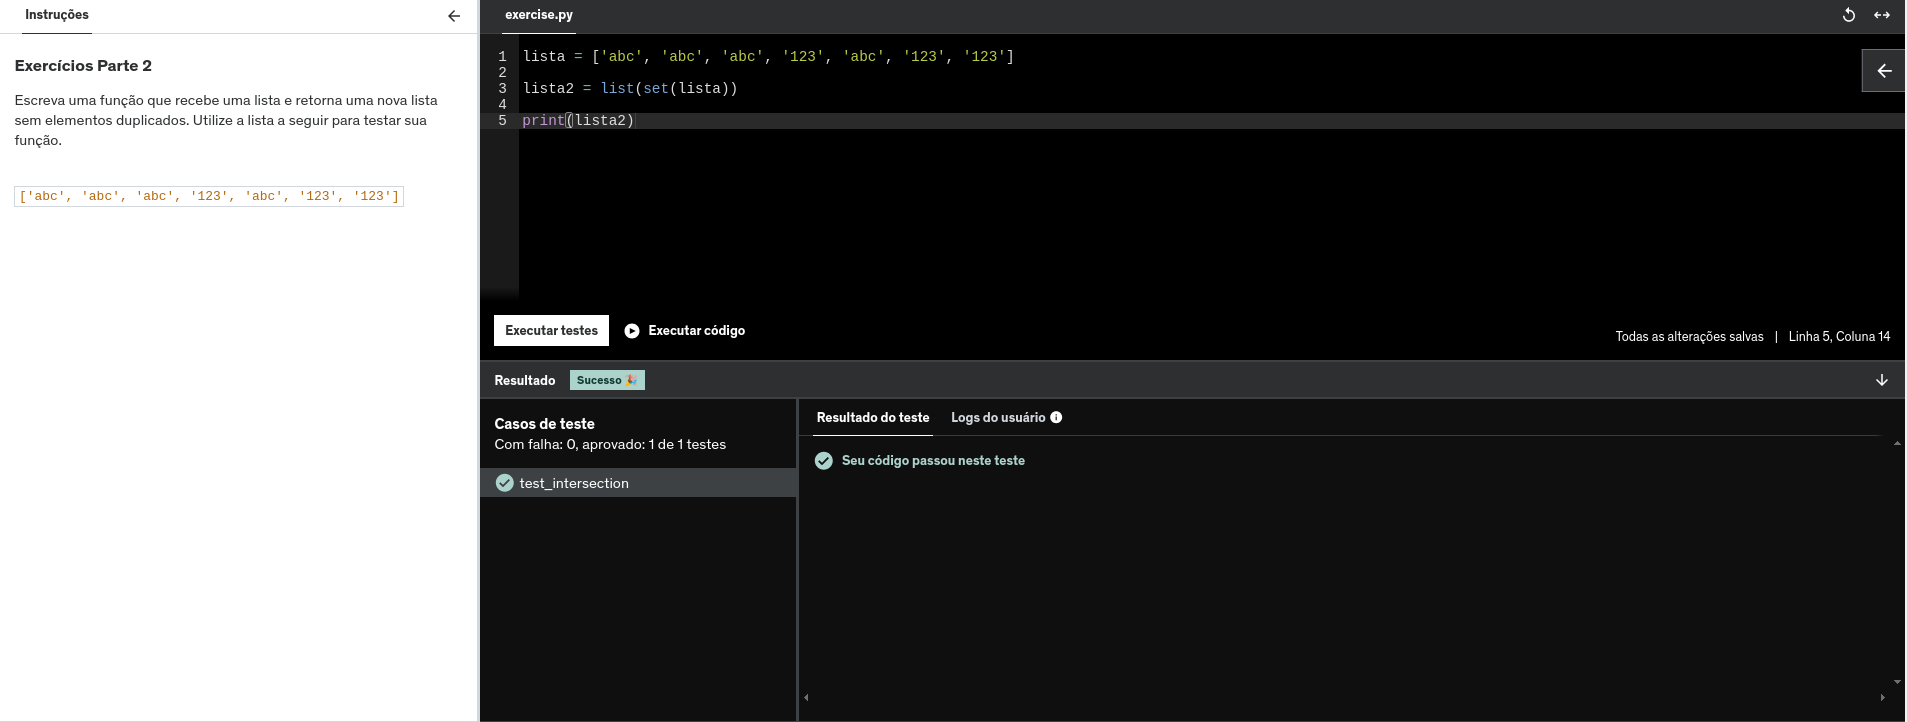 Instruções
Exercícios Parte 2
Escreva uma função que recebe uma lista e retorna uma nova lista
sem elementos duplicados. Utilize a lista a seguir para testar sua
função.
['abc', 'abc', 'abc', '123', 'abc', '123', '123']
exercise.py
1 lista = ['abc', 'abc', 'abc', '123', 'abc', '123', '123']
2
3 lista2 = list(set(lista))
4
5 print(lista2)
Executar testes
Executar código
Todas as alterações salvas | Linha 5, Coluna 14
Resultado
Sucesso 🎉
Casos de teste
Com falha: 0, aprovado: 1 de 1 testes
test_intersection
Resultado do teste
Logs do usuário
Seu código passou neste teste